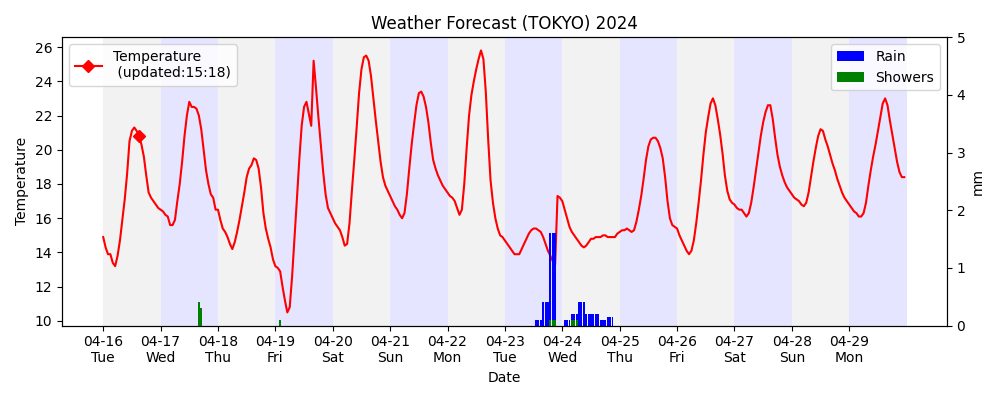 Weather Forecast (TOKYO) 2024
Temperature
(updated:15:18)
Rain
Showers
Temperature
26
24
22
20
18
16
14
12
10
5
4
3
2
1
0
mm
04-16 04-17 04-18 04-19 04-20 04-21 04-22 04-23 04-24 04-25 04-26 04-27 04-28 04-29
Tue Wed Thu Fri Sat Sun Mon Tue Wed Thu Fri Sat Sun Mon
Date